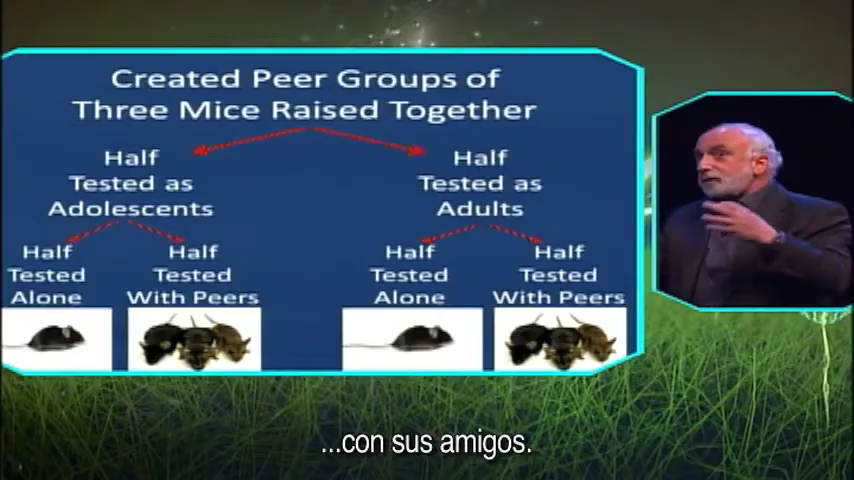 Created Peer Groups of
Three Mice Raised Together
Half
Tested as
Adolescents
Half
Tested as
Adults
Half
Tested
Alone
Half
Tested
With Peers
Half
Tested
Alone
Half
Tested
With Peers
...con sus amigos.